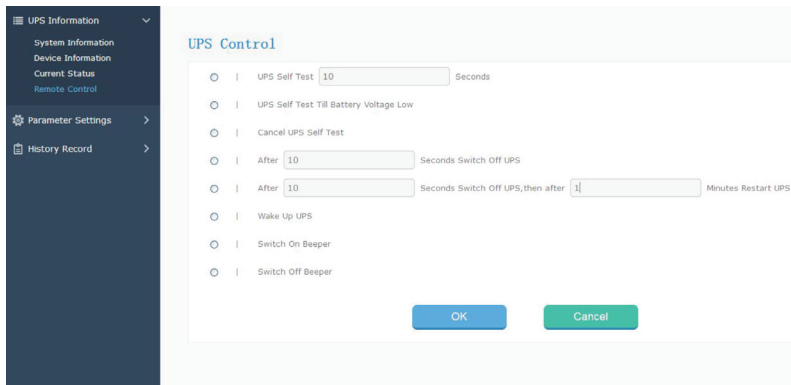 UPS Information
System Information
Device Information
Current Status
Remote Control
Parameter Settings
History Record
UPS Control
| UPS Self Test 10 Seconds
| UPS Self Test Till Battery Voltage Low
| Cancel UPS Self Test
| After 10 Seconds Switch Off UPS
| After 10 Seconds Switch Off UPS,then after 1 Minutes Restart UPS
| Wake Up UPS
| Switch On Beeper
| Switch Off Beeper
OK Cancel